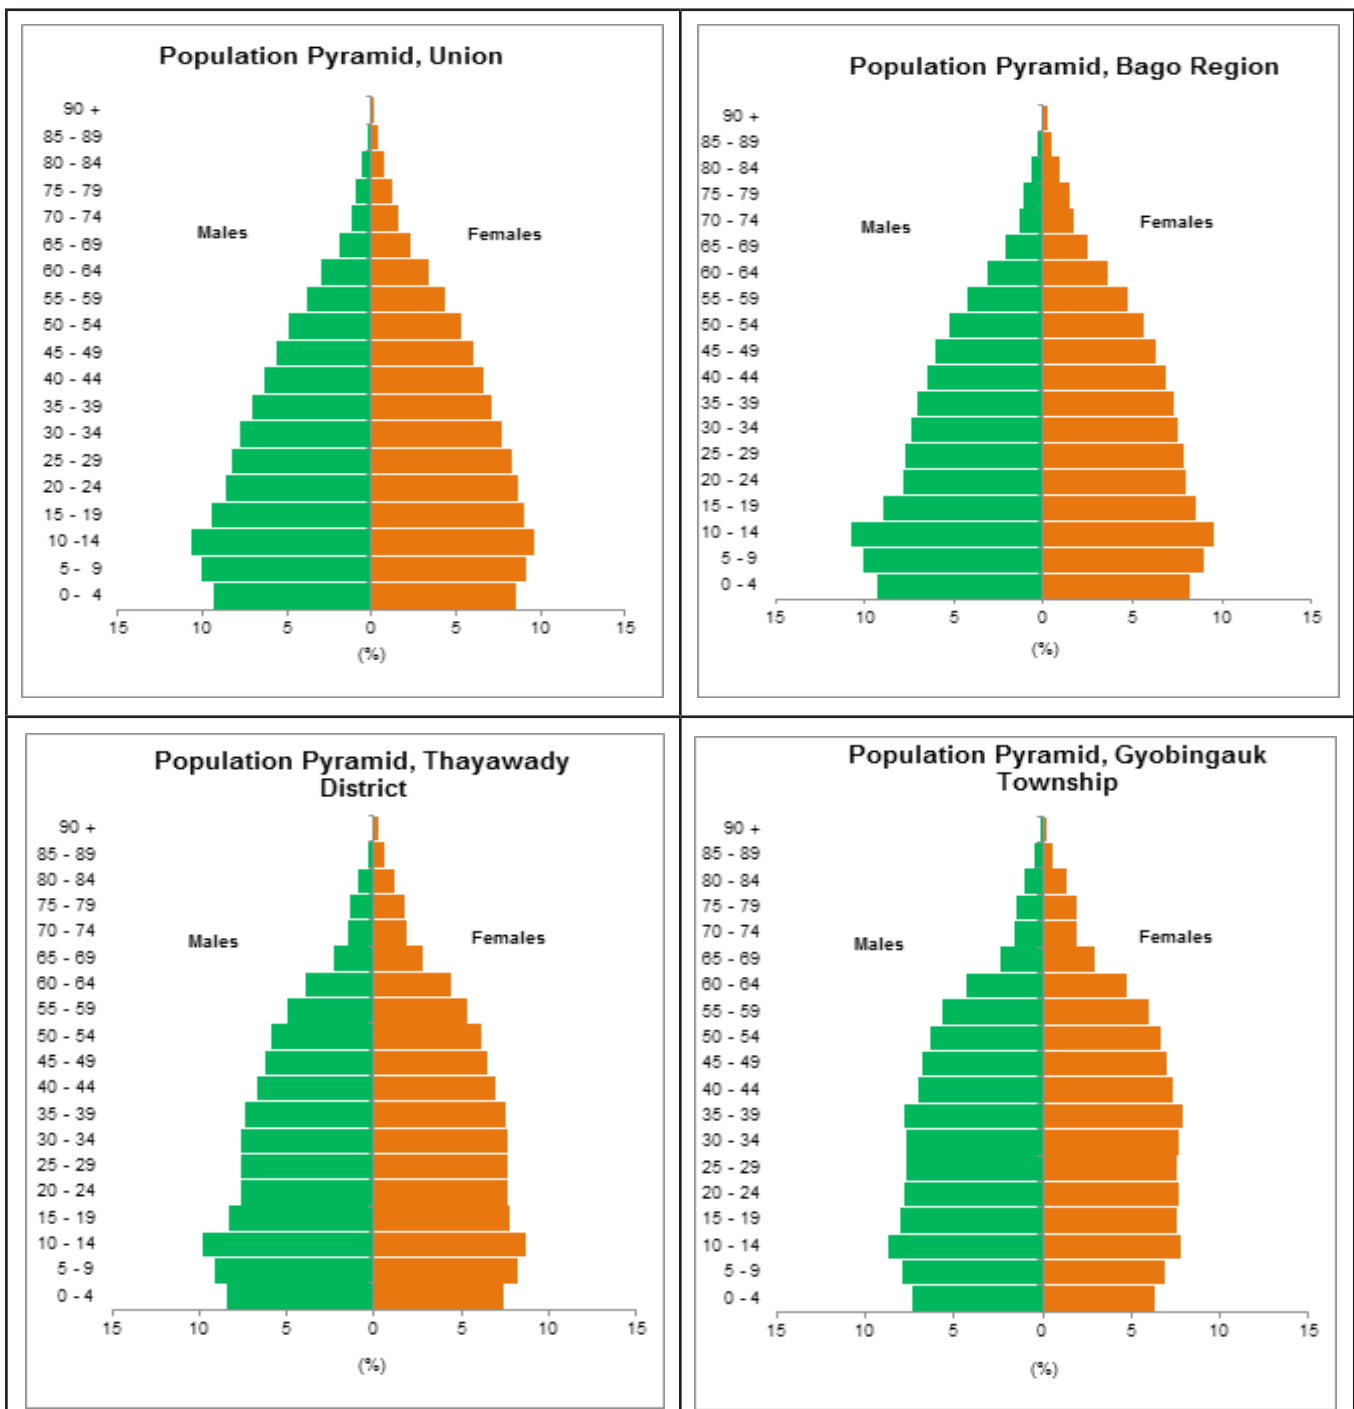 Population Pyramid, Union
90 +
85 - 89
80 - 84
75 - 79
70 - 74
65 - 69
60 - 64
55 - 59
50 - 54
45 - 49
40 - 44
35 - 39
30 - 34
25 - 29
20 - 24
15 - 19
10 -14
5 - 9
0 - 4
Males
Females
15 10 5 0 5 10 15
(%)
Population Pyramid, Bago Region
90 +
85 - 89
80 - 84
75 - 79
70 - 74
65 - 69
60 - 64
55 - 59
50 - 54
45 - 49
40 - 44
35 - 39
30 - 34
25 - 29
20 - 24
15 - 19
10 - 14
5 - 9
0 - 4
Males
Females
15 10 5 0 5 10 15
(%)
Population Pyramid, Thayawady
District
90 +
85 - 89
80 - 84
75 - 79
70 - 74
65 - 69
60 - 64
55 - 59
50 - 54
45 - 49
40 - 44
35 - 39
30 - 34
25 - 29
20 - 24
15 - 19
10 - 14
5 - 9
0 - 4
Males
Females
15 10 5 0 5 10 15
(%)
Population Pyramid, Gyobingauk
Township
90 +
85 - 89
80 - 84
75 - 79
70 - 74
65 - 69
60 - 64
55 - 59
50 - 54
45 - 49
40 - 44
35 - 39
30 - 34
25 - 29
20 - 24
15 - 19
10 - 14
5 - 9
0 - 4
Males
Females
15 10 5 0 5 10 15
(%)